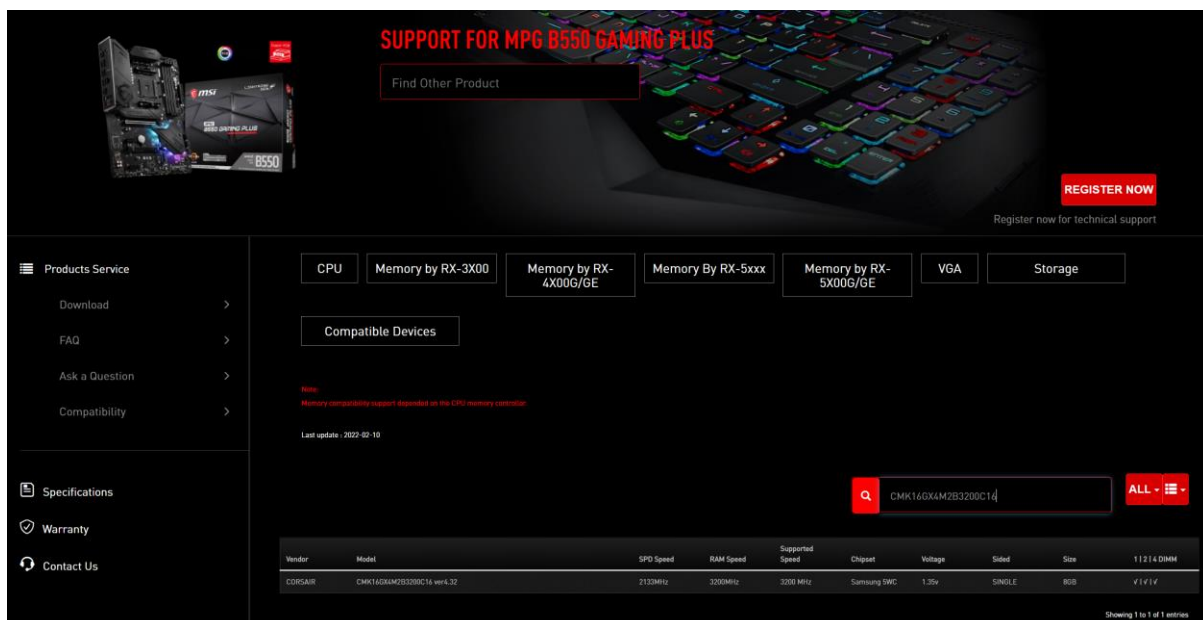 SUPPORT FOR MPG B550 GAMING PLUS
Find Other Product
msi
B550 GAMING PLUS
B550
REGISTER NOW
Register now for technical support
Products Service
Download
FAQ
Ask a Question
Compatibility
Specifications
Warranty
Contact Us
CPU
Memory by RX-3X00
Memory by RX-
4X00G/GE
Memory By RX-5xxx
Memory by RX-
5X00G/GE
VGA
Storage
Compatible Devices
Note:
Memory compatibility support depended on the CPU memory controller.
Last update : 2022-02-10
CMK16GX4M2B3200C16
ALL
Vendor Model SPD Speed RAM Speed Supported Speed Chipset Voltage Sided Size 1 | 2 | 4 DIMM
CORSAIR CMK16GX4M2B3200C16 ver4.32 2133MHz 3200MHz 3200 MHz Samsung 5WC 1.35v SINGLE 8GB √ | √ | √
Showing 1 to 1 of 1 entries